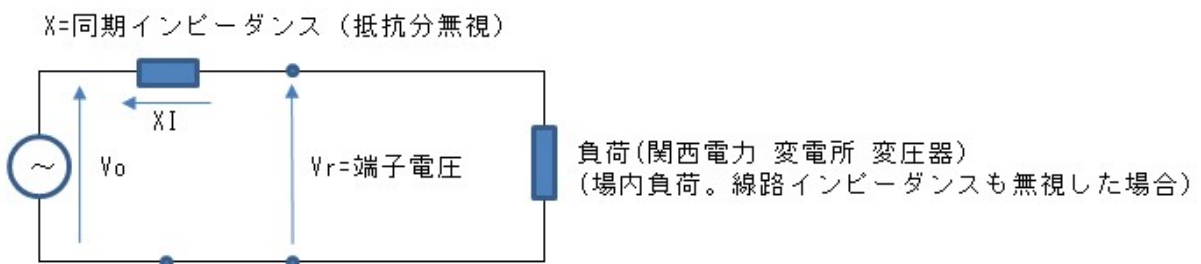 X=同期インピーダンス（抵抗分無視）
XI
～
Vo
Vr=端子電圧
負荷(関西電力 変電所 変圧器)
(場内負荷。線路インピーダンスも無視した場合)